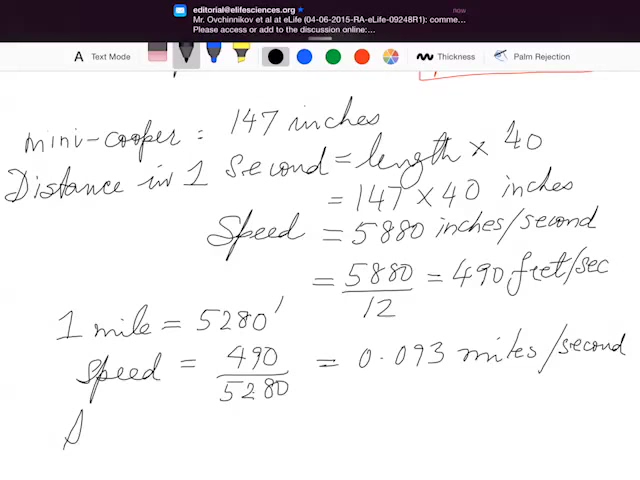 editorial@elifesciences.org ★ now
Mr. Ovchinnikov et al at eLife (04-06-2015-RA-eLife-09248R1): comme...
Please access or add to the discussion online:...
A Text Mode Thickness Palm Rejection
mini-cooper = 147 inches
Distance in 1 second = length × 40
= 147 × 40 inches
Speed = 5880 inches/second
= 5880/12 = 490 feet/sec
1 mile = 5280'
speed = 490/5280 = 0.093 miles/second